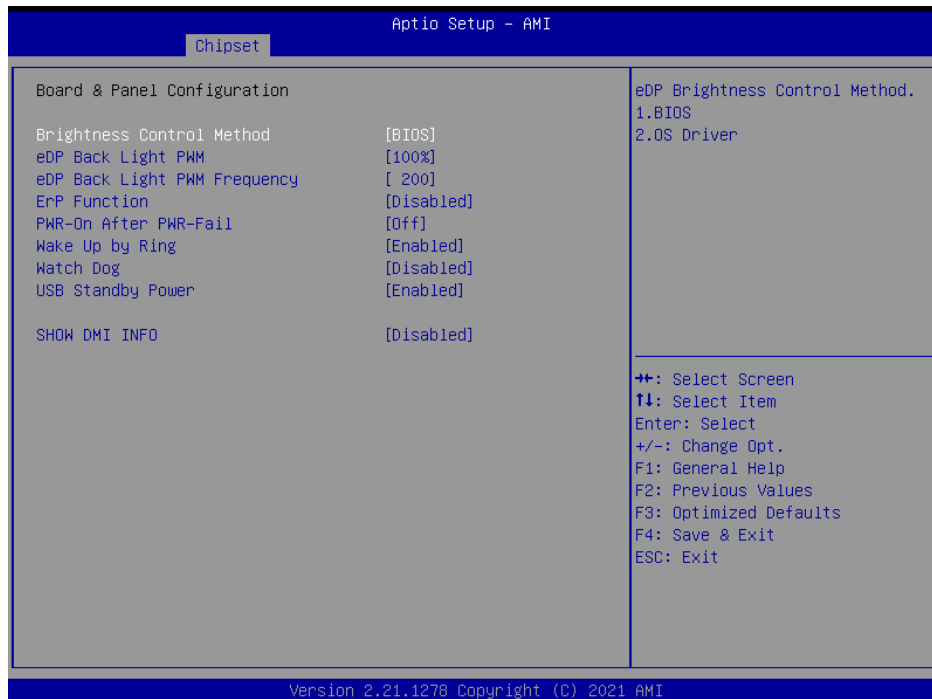 Aptio Setup - AMI
Chipset
Board & Panel Configuration
Brightness Control Method [BIOS]
eDP Back Light PWM [100%]
eDP Back Light PWM Frequency [ 200]
ErP Function [Disabled]
PWR-On After PWR-Fail [Off]
Wake Up by Ring [Enabled]
Watch Dog [Disabled]
USB Standby Power [Enabled]
SHOW DMI INFO [Disabled]
eDP Brightness Control Method.
1.BIOS
2.OS Driver
→←: Select Screen
↑↓: Select Item
Enter: Select
+/-: Change Opt.
F1: General Help
F2: Previous Values
F3: Optimized Defaults
F4: Save & Exit
ESC: Exit
Version 2.21.1278 Copyright (C) 2021 AMI